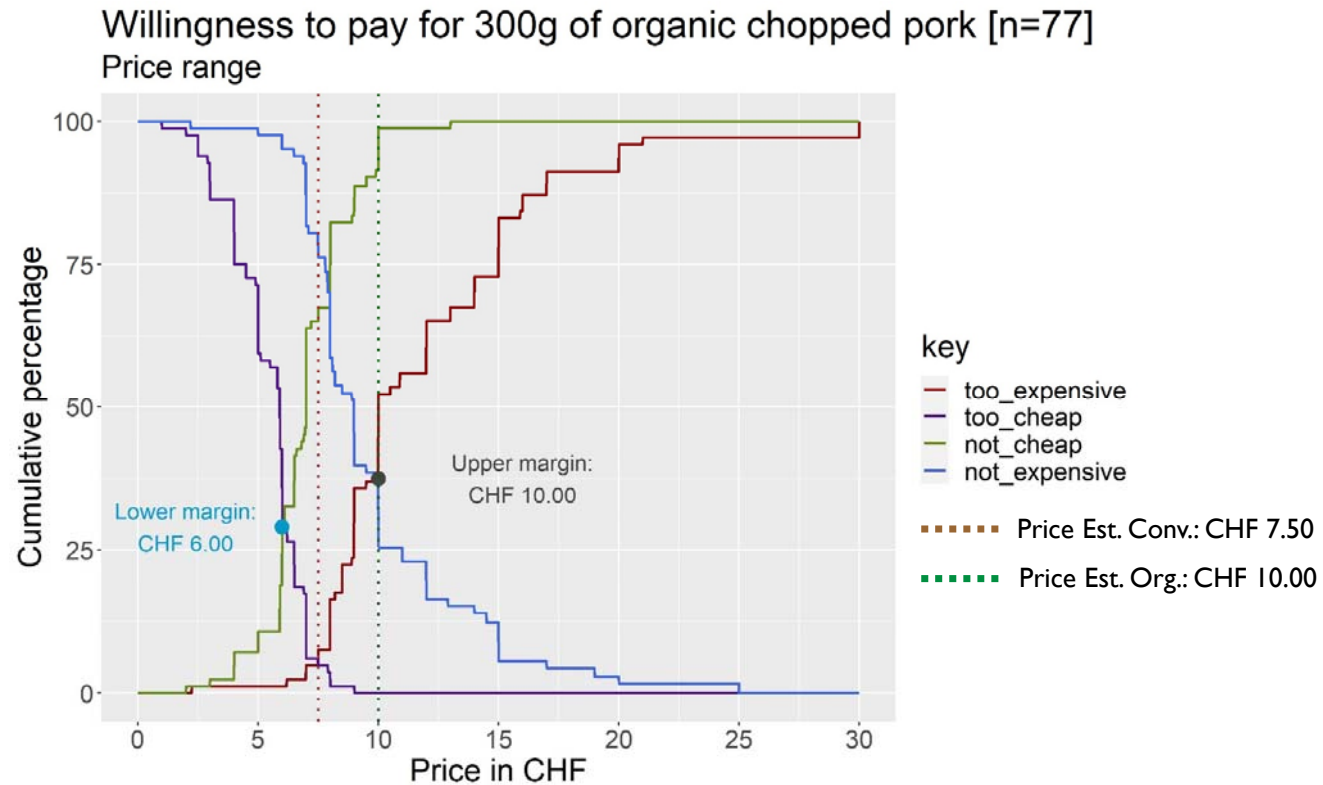 Willingness to pay for 300g of organic chopped pork [n=77]
Price range
Cumulative percentage
100
75
50
25
0
Lower margin:
CHF 6.00
Upper margin:
CHF 10.00
0 5 10 15 20 25 30
Price in CHF
key
too_expensive
too_cheap
not_cheap
not_expensive
Price Est. Conv.: CHF 7.50
Price Est. Org.: CHF 10.00